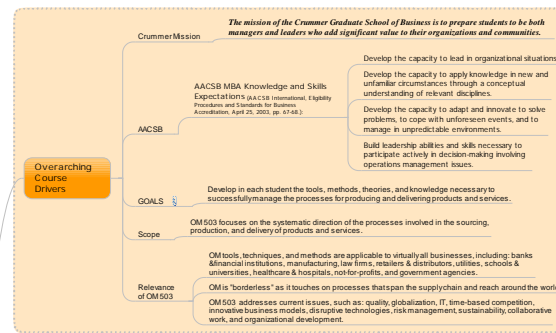 The mission of the Crummer Graduate School of Business is to prepare students to be both
managers and leaders who add significant value to their organizations and communities.
Crummer Mission
Develop the capacity to lead in organizational situations
Develop the capacity to apply knowledge in new and
unfamiliar circumstances through a conceptual
understanding of relevant disciplines.
AACSB MBA Knowledge and Skills
Expectations (AACSB International, Eligibility
Procedures and Standards for Business
Accreditation, April 25, 2003, pp. 67-68.):
Develop the capacity to adapt and innovate to solve
problems, to cope with unforeseen events, and to
manage in unpredictable environments.
AACSB
Build leadership abilities and skills necessary to
participate actively in decision-making involving
operations management issues.
Overarching
Course
Drivers
GOALS
Develop in each student the tools, methods, theories, and knowledge necessary to
successfully manage the processes for producing and delivering products and services.
Scope
OM 503 focuses on the systematic direction of the processes involved in the sourcing,
production, and delivery of products and services.
OM tools, techniques, and methods are applicable to virtually all businesses, including: banks
&financial institutions, manufacturing, law firms, retailers & distributors, utilities, schools &
universities, healthcare & hospitals, not-for-profits, and government agencies.
Relevance
of OM 503
OM is "borderless" as it touches on processes that span the supply chain and reach around the world
OM 503 addresses current issues, such as: quality, globalization, IT, time-based competition,
innovative business models, disruptive technologies, risk management, sustainability, collaborative
work, and organizational development.